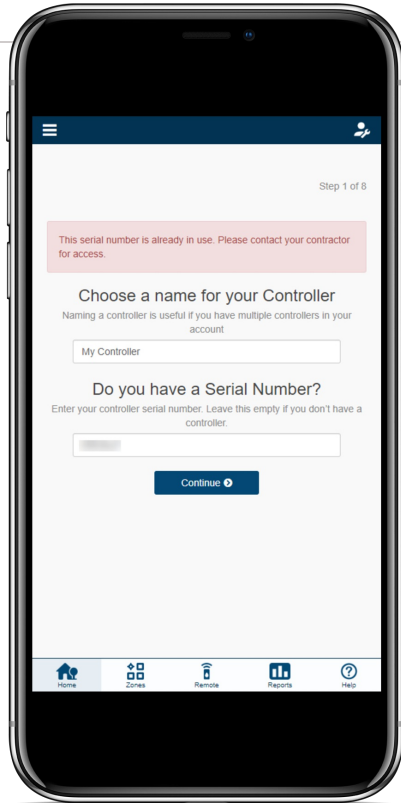 Step 1 of 8
This serial number is already in use. Please contact your contractor
for access.
Choose a name for your Controller
Naming a controller is useful if you have multiple controllers in your
account
My Controller
Do you have a Serial Number?
Enter your controller serial number. Leave this empty if you don't have a
controller.
Continue
Home Zones Remote Reports Help